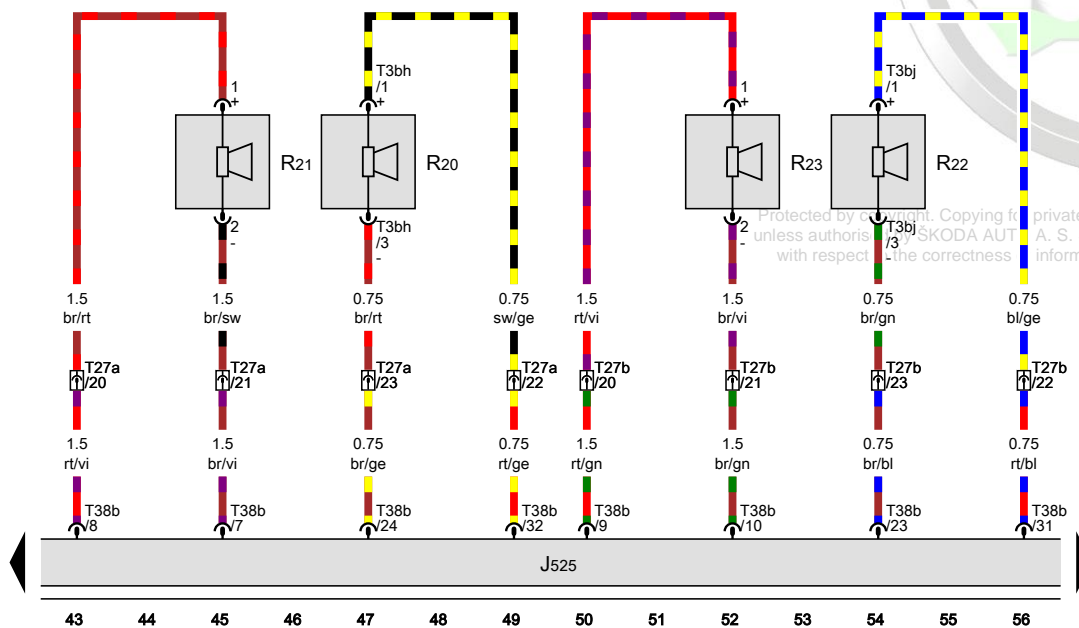 1
+
T3bh
/1
+
1
+
T3bj
/1
+
R21
R20
R23
R22
2
-
T3bh
/3
-
2
-
T3bj
/3
-
Protected by copyright. Copying for private
unless authoris by ŠKODA AUT A. S.
with respect the correctness inform
1.5
br/rt
1.5
br/sw
0.75
br/rt
0.75
sw/ge
1.5
rt/vi
1.5
br/vi
0.75
br/gn
0.75
bl/ge
T27a
/20
T27a
/21
T27a
/23
T27a
/22
T27b
/20
T27b
/21
T27b
/23
T27b
/22
1.5
rt/vi
1.5
br/vi
0.75
br/ge
0.75
rt/ge
1.5
rt/gn
1.5
br/gn
0.75
br/bl
0.75
rt/bl
T38b
/8
T38b
/7
T38b
/24
T38b
/32
T38b
/9
T38b
/10
T38b
/23
T38b
/31
J525
43 44 45 46 47 48 49 50 51 52 53 54 55 56